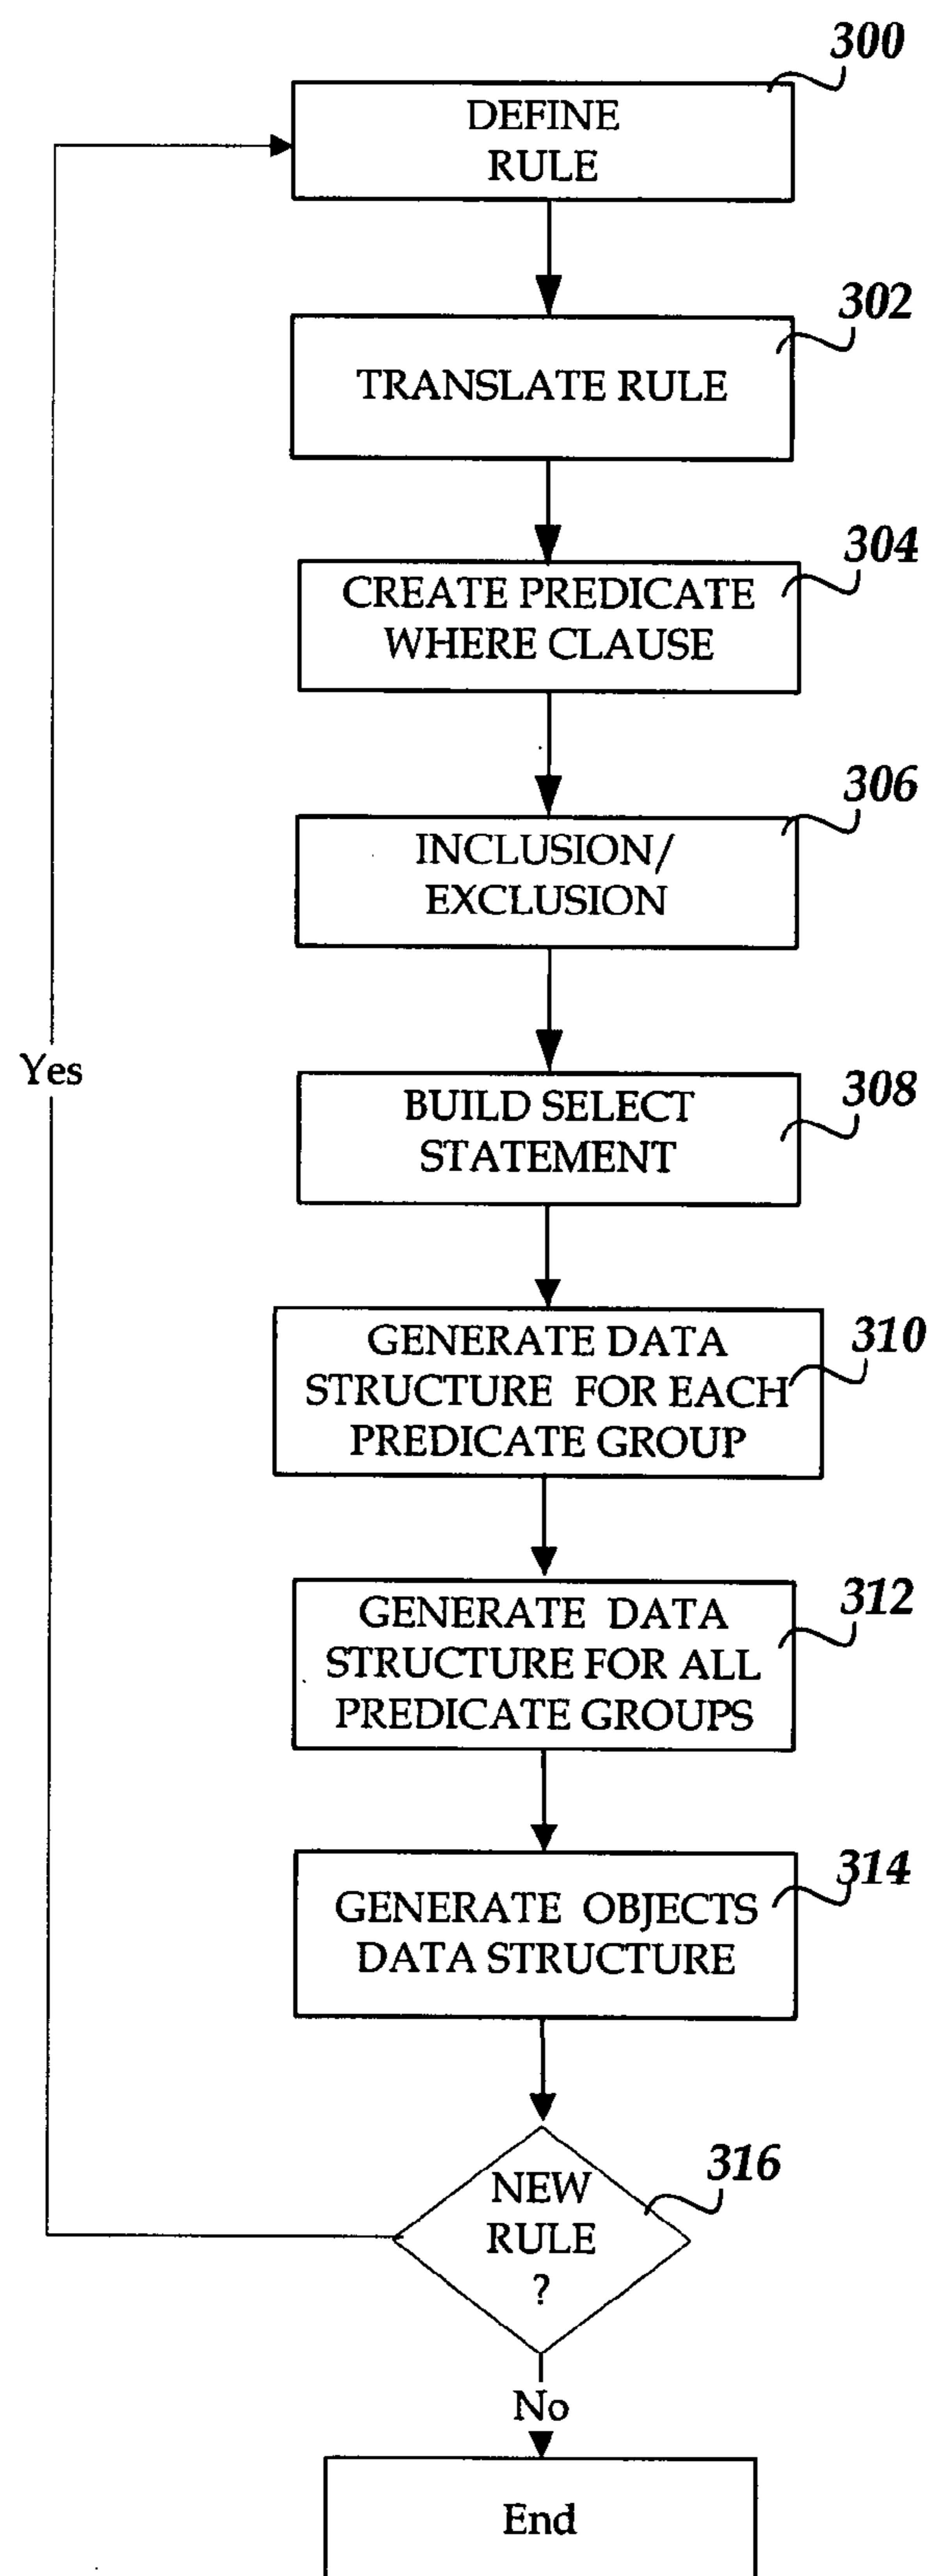 300
DEFINE
RULE
302
TRANSLATE RULE
304
CREATE PREDICATE
WHERE CLAUSE
306
INCLUSION/
EXCLUSION
Yes
308
BUILD SELECT
STATEMENT
310
GENERATE DATA
STRUCTURE FOR EACH
PREDICATE GROUP
312
GENERATE DATA
STRUCTURE FOR ALL
PREDICATE GROUPS
314
GENERATE OBJECTS
DATA STRUCTURE
316
NEW
RULE
?
No
End